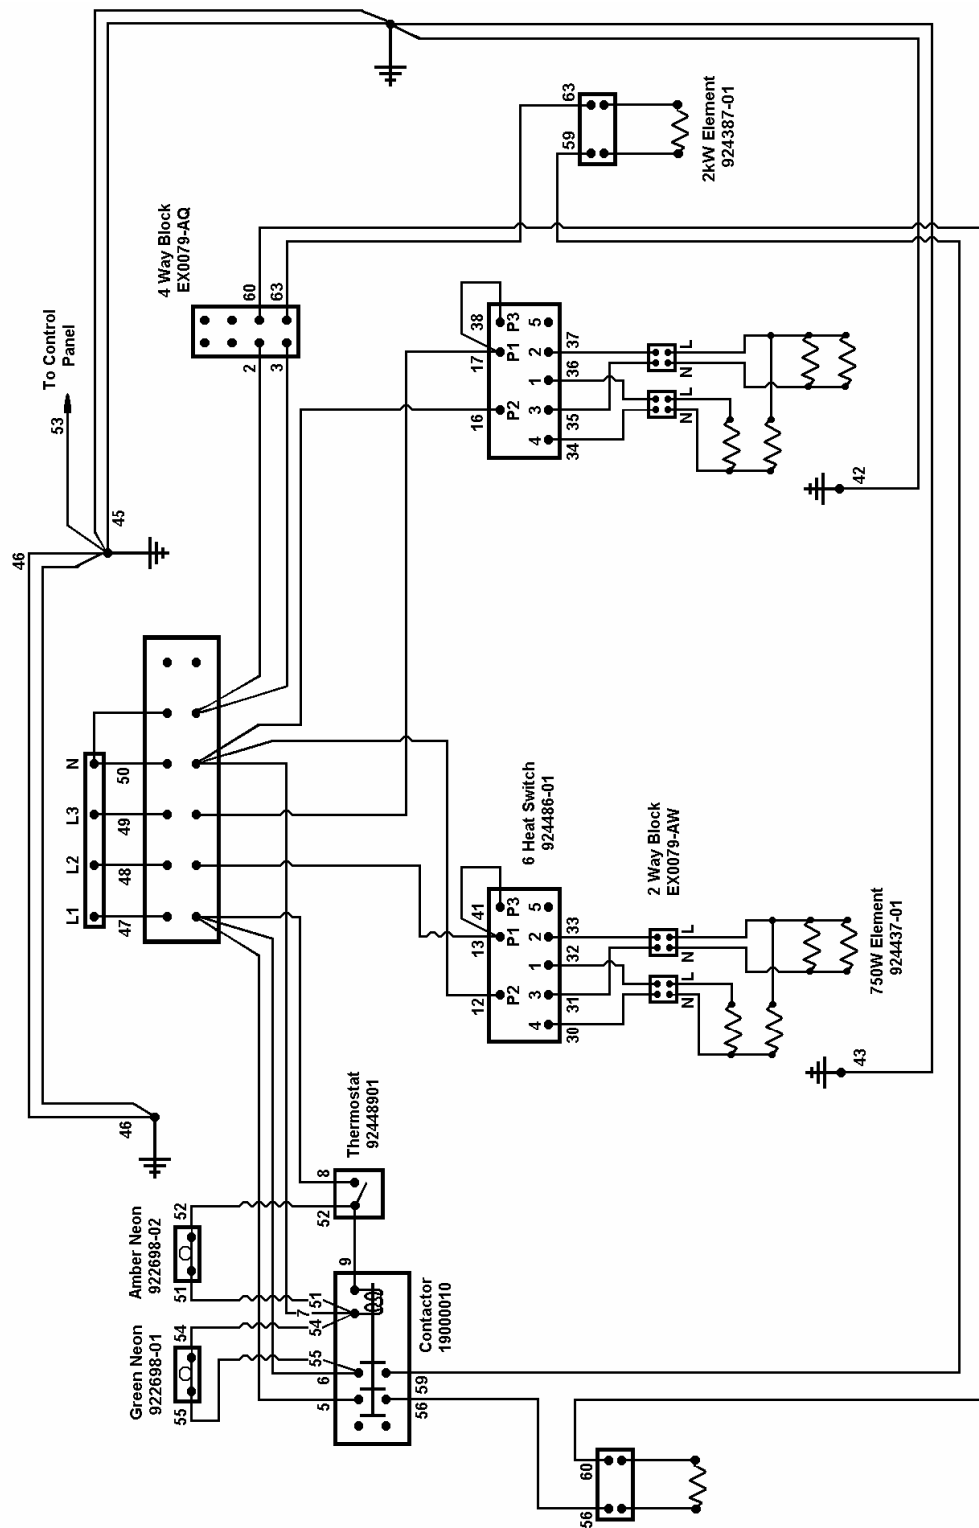 To Control
Panel
53
46
45
4 Way Block
EX0079-AQ
60
63
2
3
63
59
2kW Element
924387-01
L1
L2
L3
N
47
48
49
50
46
Green Neon
922698-01
55
54
Amber Neon
922698-02
51
52
Thermostat
92448901
52
8
9
5
6
55
54
7
51
Contactor
19000010
56
59
6 Heat Switch
924486-01
12
13
41
P2
P1
P3
4
3
1
2
5
30
31
32
33
2 Way Block
EX0079-AW
N
L
N
L
750W Element
924437-01
43
16
17
38
P2
P1
P3
4
3
1
2
5
34
35
36
37
N
L
N
L
42
56
60